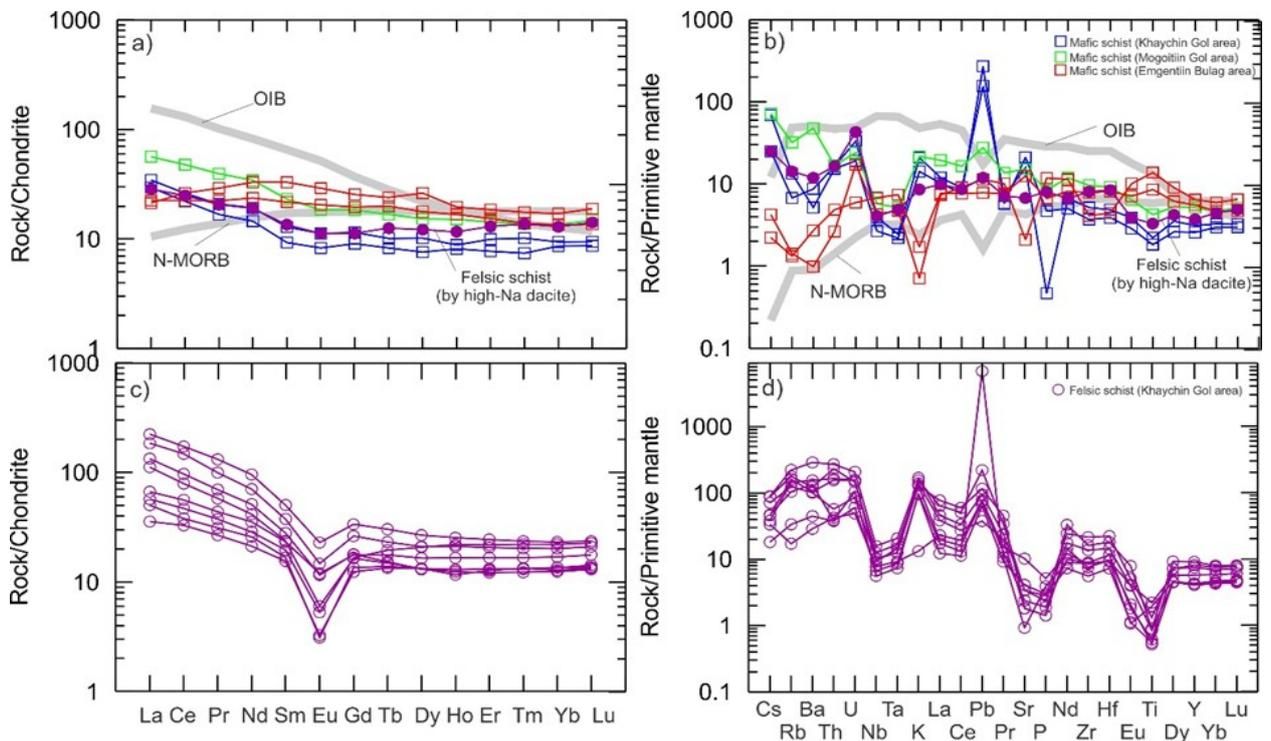 1000
100
10
1
Rock/Chondrite
a)
OIB
N-MORB
Felsic schist
(by high-Na dacite)
1000
100
10
1
0.1
Rock/Primitive mantle
b)
Mafic schist (Khaychin Gol area)
Mafic schist (Mogoitiin Gol area)
Mafic schist (Emgentiin Bulag area)
OIB
N-MORB
Felsic schist
(by high-Na dacite)
1000
100
10
1
Rock/Chondrite
c)
La Ce Pr Nd Sm Eu Gd Tb Dy Ho Er Tm Yb Lu
1000
100
10
1
0.1
Rock/Primitive mantle
d)
Felsic schist (Khaychin Gol area)
Cs Ba U Ta La Pb Sr Nd Hf Ti Y Lu
Rb Th Nb K Ce Pr P Zr Eu Dy Yb